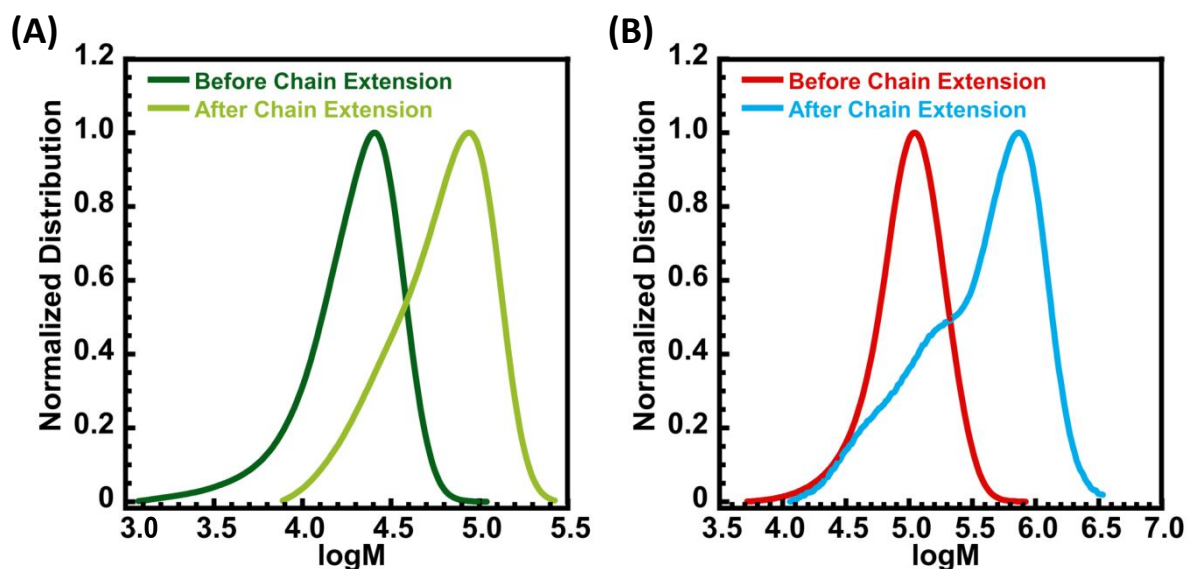 (A)
1.2
1.0
0.8
0.6
0.4
0.2
0
Normalized Distribution
Before Chain Extension
After Chain Extension
3.0 3.5 4.0 4.5 5.0 5.5
logM
(B)
1.2
1.0
0.8
0.6
0.4
0.2
0
Normalized Distribution
Before Chain Extension
After Chain Extension
3.5 4.0 4.5 5.0 5.5 6.0 6.5 7.0
logM